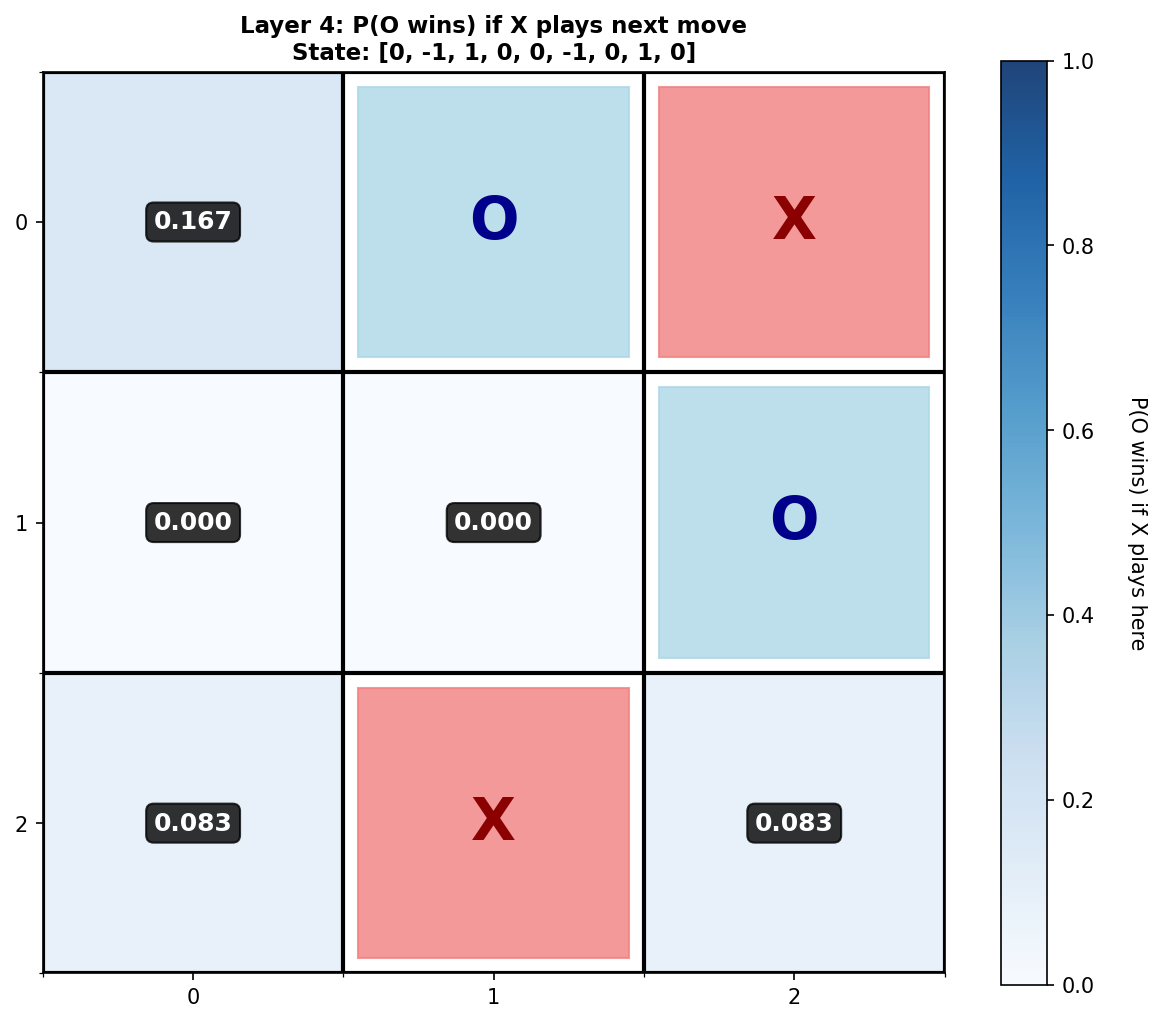 Layer 4: P(O wins) if X plays next move
State: [0, -1, 1, 0, 0, -1, 0, 1, 0]
0
0.167
O
X
1
0.000
0.000
O
2
0.083
X
0.083
0
1
2
1.0
0.8
0.6
0.4
0.2
0.0
P(O wins) if X plays here